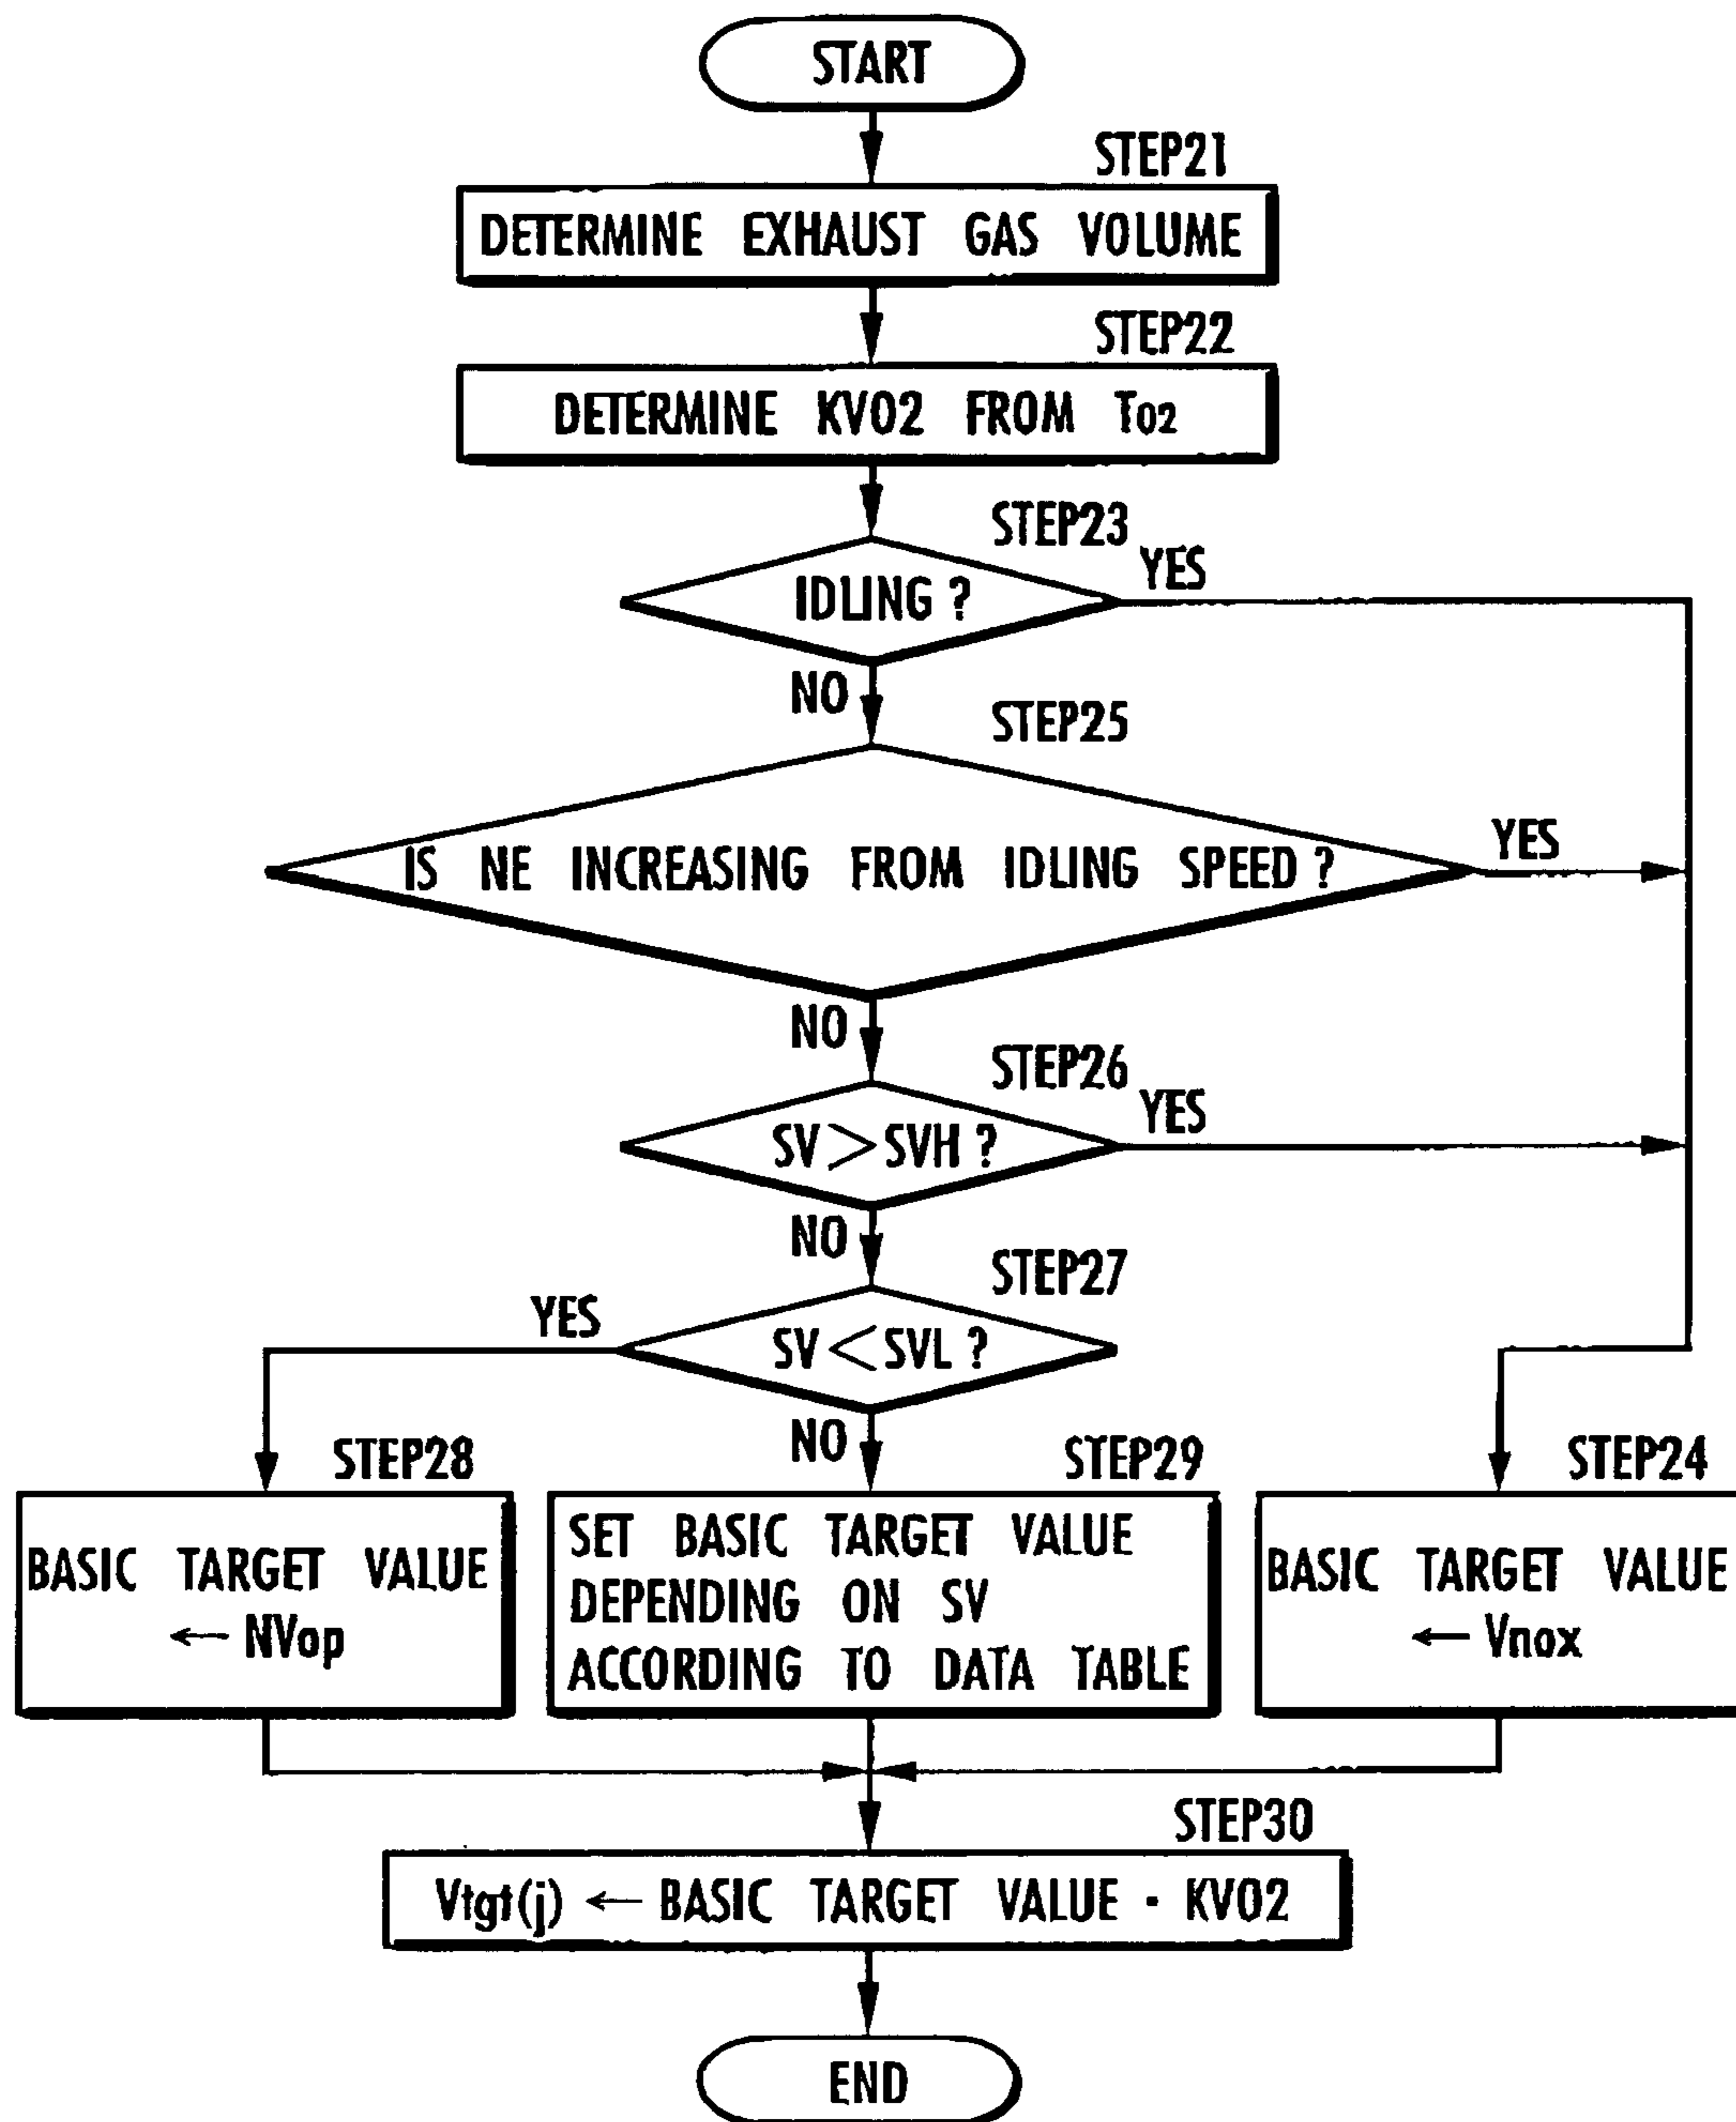 START
STEP21
DETERMINE EXHAUST GAS VOLUME
STEP22
DETERMINE KVO2 FROM TO2
STEP23
IDLING ?
YES
NO
STEP25
IS NE INCREASING FROM IDLING SPEED ?
YES
NO
STEP26
SV > SVH ?
YES
NO
STEP27
SV < SVL ?
YES
NO
STEP28
BASIC TARGET VALUE
← NVop
STEP29
SET BASIC TARGET VALUE
DEPENDING ON SV
ACCORDING TO DATA TABLE
STEP24
BASIC TARGET VALUE
← Vnox
STEP30
Vtgt(j) ← BASIC TARGET VALUE · KVO2
END